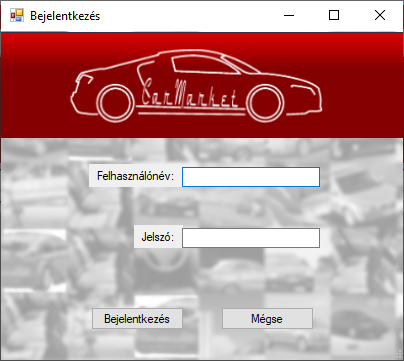 Bejelentkezés
CarMarket
Felhasználónév:
Jelszó:
Bejelentkezés
Mégse